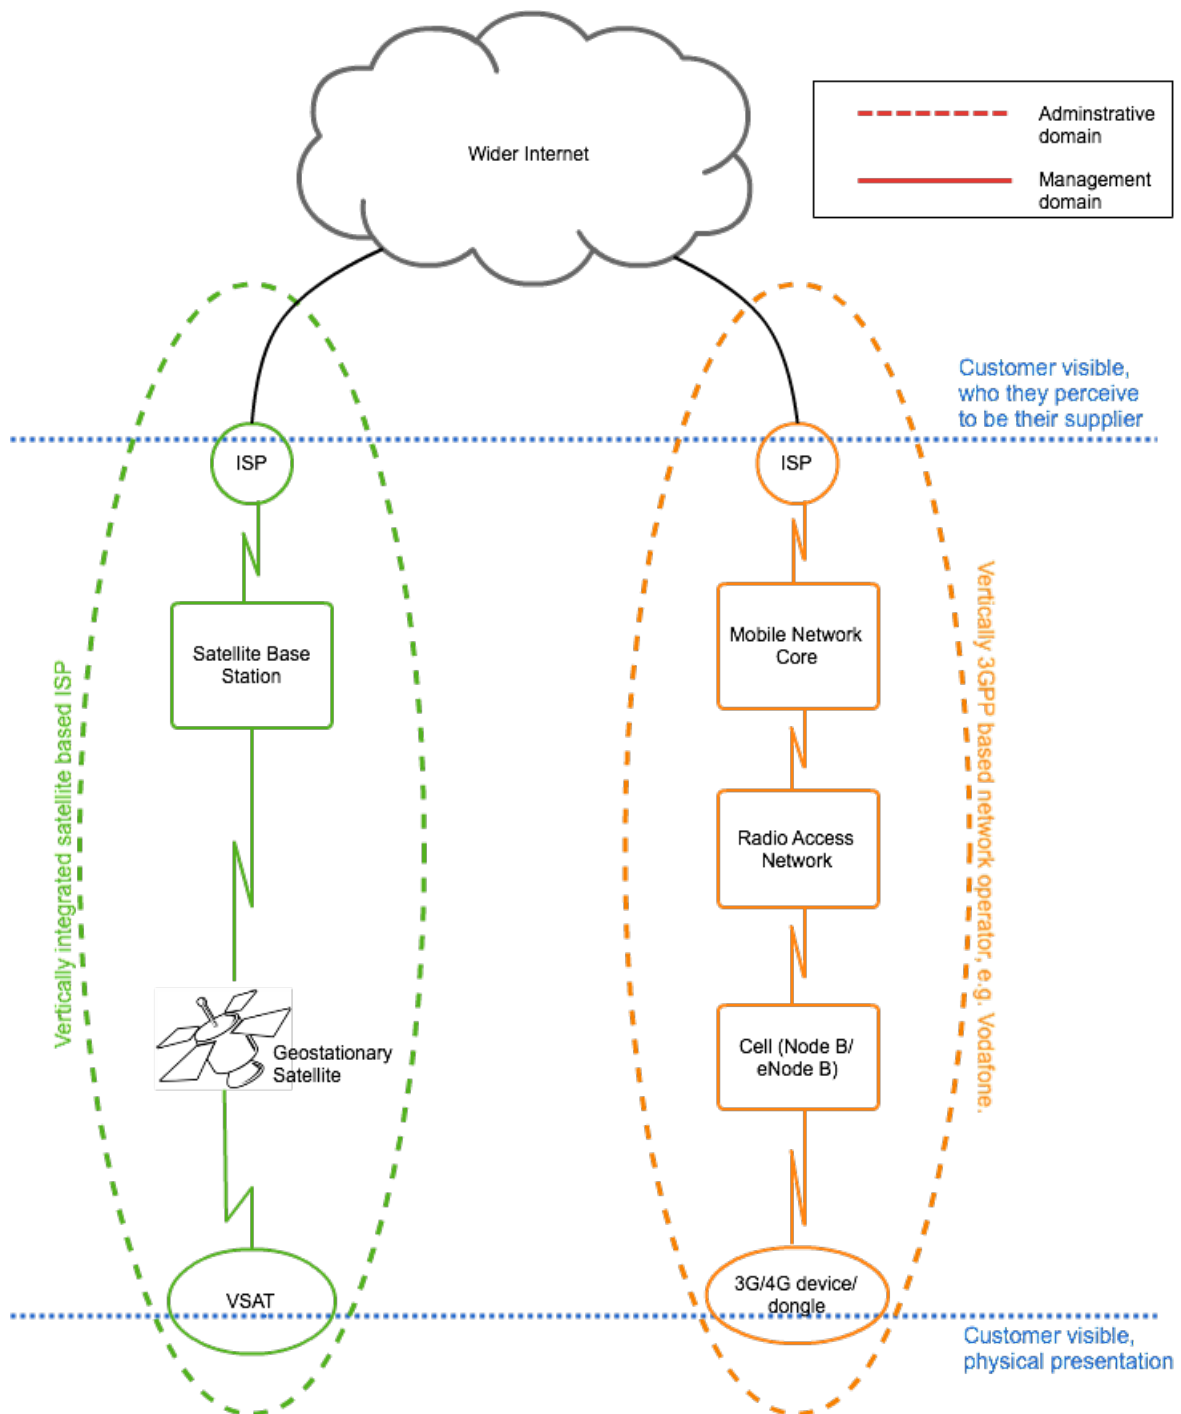 Wider Internet
Adminstrative
domain
Management
domain
Customer visible,
who they perceive
to be their supplier
ISP
ISP
Satellite Base
Station
Mobile Network
Core
Radio Access
Network
Vertically integrated satellite based ISP
Vertically 3GPP based network operator, e.g. Vodafone.
Geostationary
Satellite
Cell (Node B/
eNode B)
VSAT
3G/4G device/
dongle
Customer visible,
physical presentation